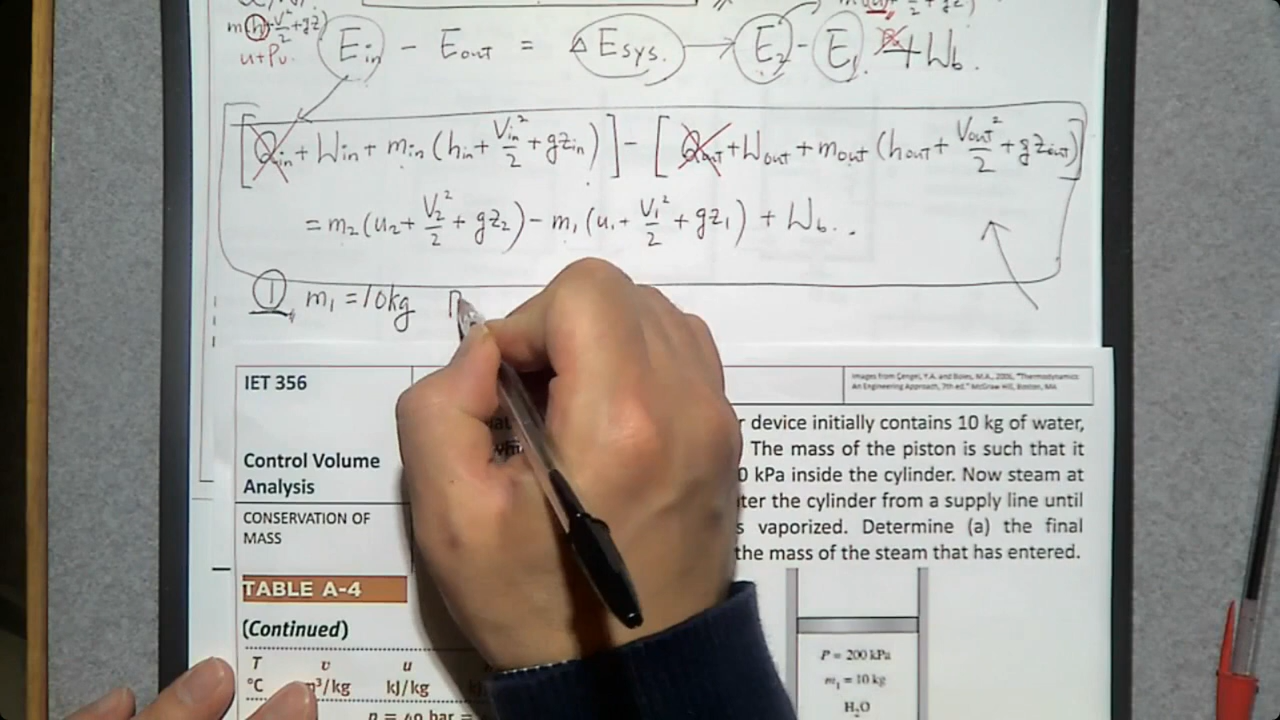 m(h+V²/2+gz)
u+Pv.
Ein - Eout = ΔEsys. → E₂ - E₁ + Wb.
[Qin + Win + min (hin + Vin²/2 + gzin)] - [Qout + Wout + mout (hout + Vout²/2 + gzout)]
= m₂ (u₂ + V₂²/2 + gz₂) - m₁ (u₁ + V₁²/2 + gz₁) + Wb..
① m₁ = 10kg
IET 356
Images from Çengel, Y.A. and Boles, M.A., 2006, "Thermodynamics:
An Engineering Approach, 7th ed." McGraw Hill, Boston, MA
Control Volume
Analysis
CONSERVATION OF
MASS
device initially contains 10 kg of water,
The mass of the piston is such that it
kPa inside the cylinder. Now steam at
the cylinder from a supply line until
vaporized. Determine (a) the final
the mass of the steam that has entered.
TABLE A-4
(Continued)
T v u
°C m³/kg kJ/kg
P = 200 kPa
m₁ = 10 kg
H₂O